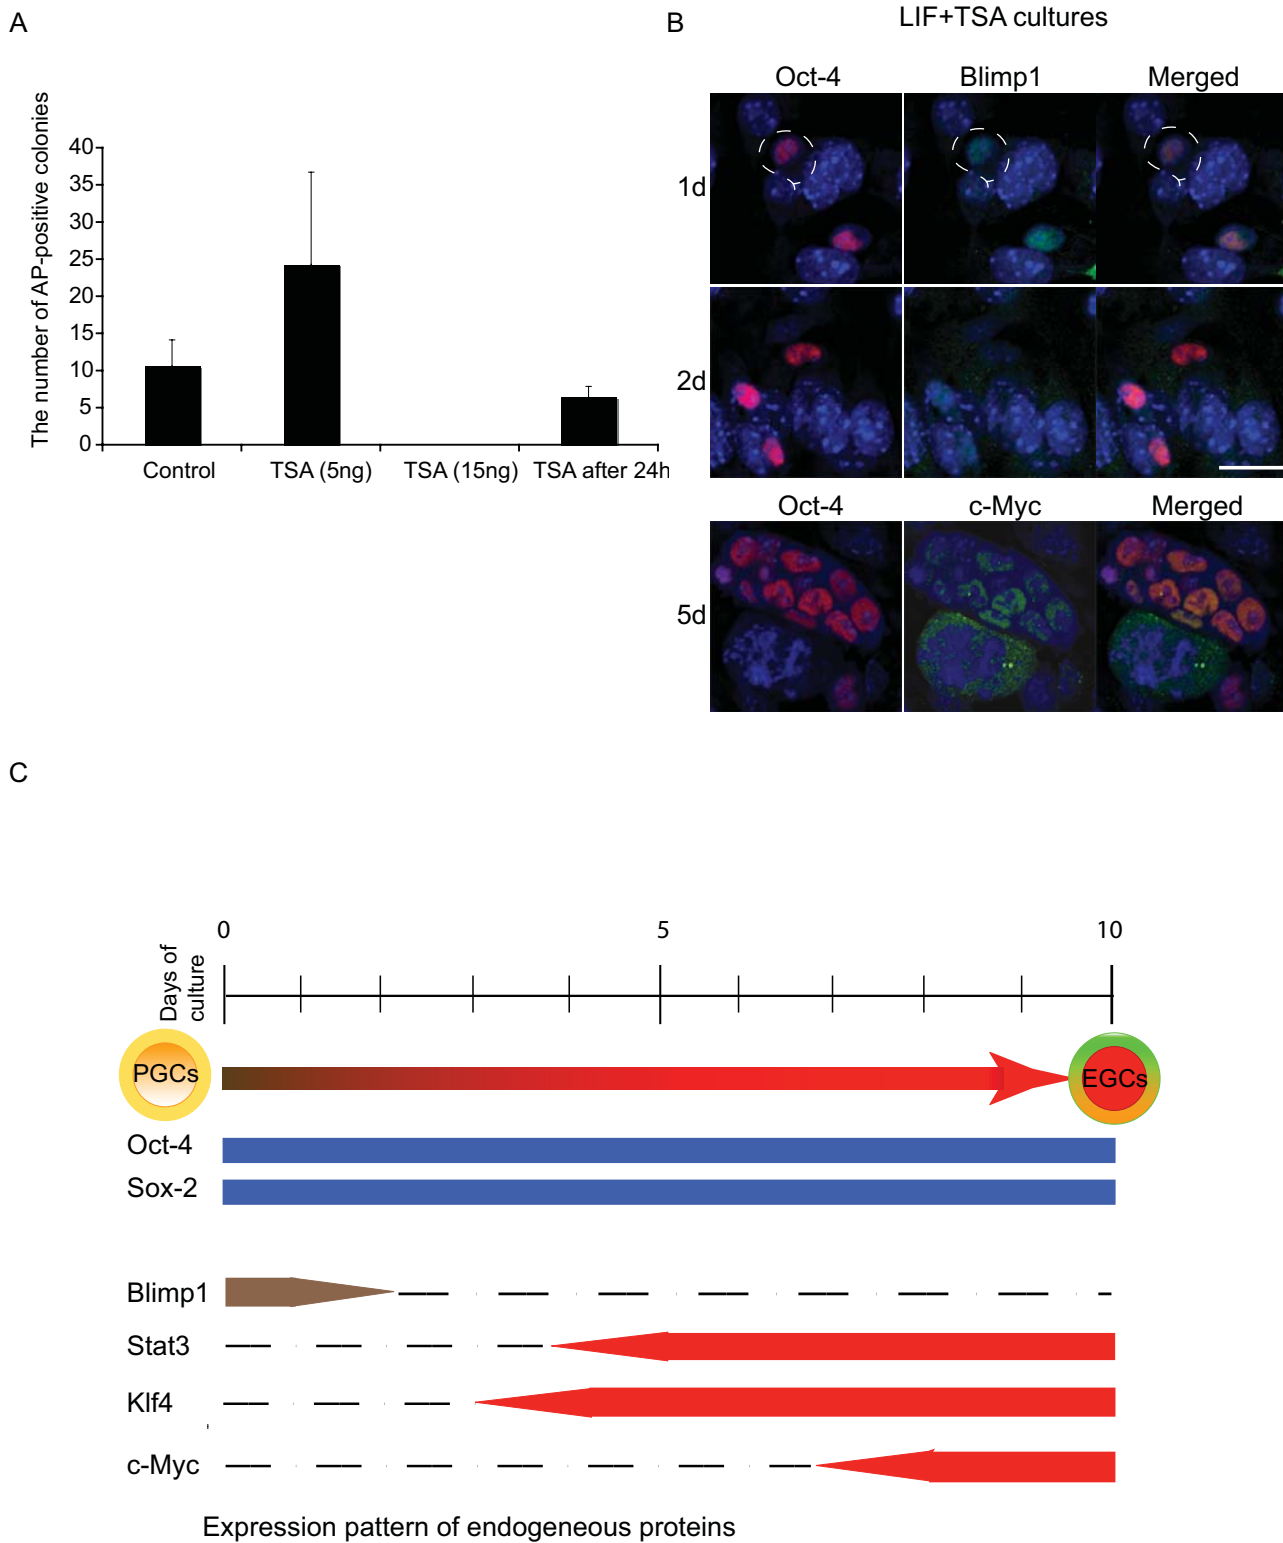 A
The number of AP-positive colonies
40
35
30
25
20
15
10
5
0
Control
TSA (5ng)
TSA (15ng)
TSA after 24h
B
LIF+TSA cultures
Oct-4
Blimp1
Merged
1d
2d
Oct-4
c-Myc
Merged
5d
C
Days of
culture
0
5
10
PGCs
EGCs
Oct-4
Sox-2
Blimp1
Stat3
Klf4
c-Myc
Expression pattern of endogeneous proteins